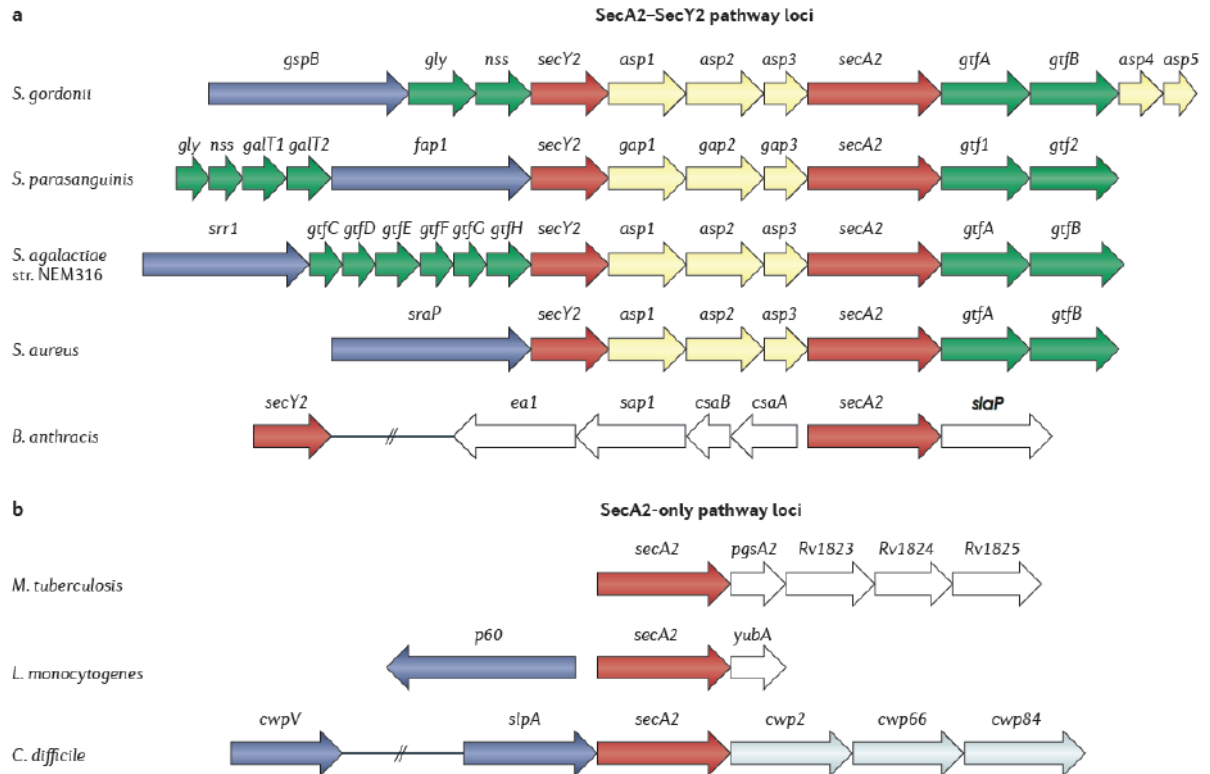 a
SecA2–SecY2 pathway loci
gspB gly nss secY2 asp1 asp2 asp3 secA2 gtfA gtfB asp4 asp5
S. gordonii
gly nss galT1 galT2 fap1 secY2 gap1 gap2 gap3 secA2 gtf1 gtf2
S. parasanguinis
srr1 gtfC gtfD gtfE gtfF gtfG gtfH secY2 asp1 asp2 asp3 secA2 gtfA gtfB
S. agalactiae
str. NEM316
sraP secY2 asp1 asp2 asp3 secA2 gtfA gtfB
S. aureus
secY2 ea1 sap1 csaB csaA secA2 slaP
B. anthracis
b
SecA2-only pathway loci
secA2 pgsA2 Rv1823 Rv1824 Rv1825
M. tuberculosis
p60 secA2 yubA
L. monocytogenes
cwpV slpA secA2 cwp2 cwp66 cwp84
C. difficile